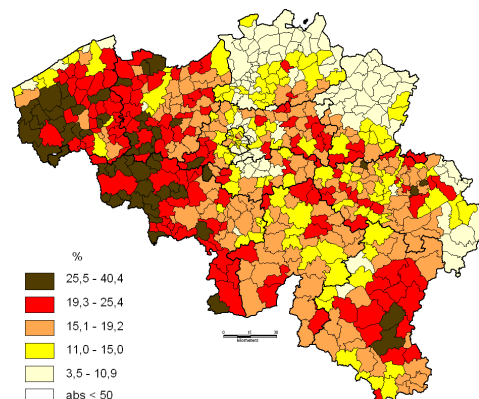 %
25,5 - 40,4
19,3 - 25,4
15,1 - 19,2
11,0 - 15,0
3,5 - 10,9
abs < 50